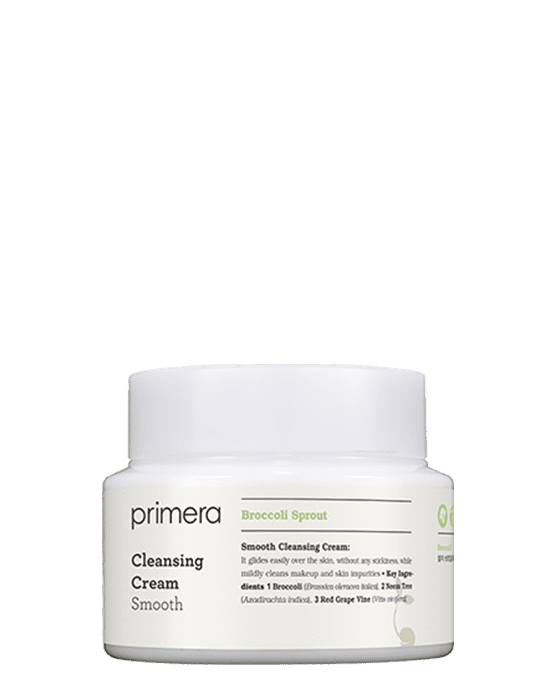 primera
Cleansing
Cream
Smooth
Broccoli Sprout
Smooth Cleansing Cream:
It glides easily over the skin, without any stickiness, while
mildly cleans makeup and skin impurities • Key Ingre-
dients 1 Broccoli (Brassica oleracea italica), 2 Neem Tree
(Azadirachta indica), 3 Red Grape Vine (Vitis vinifera)
Broccoli